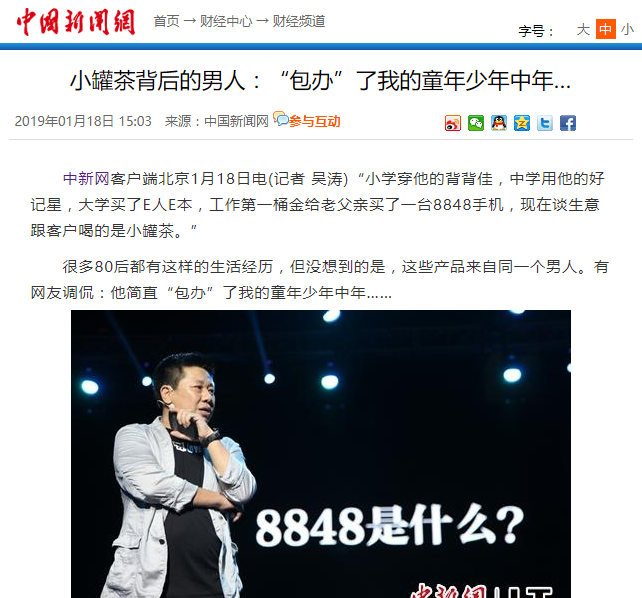 中國新聞網
首页 → 财经中心 → 财经频道
字号： 大 中 小
小罐茶背后的男人：“包办”了我的童年少年中年...
2019年01月18日 15:03 来源：中国新闻网 参与互动
中新网客户端北京1月18日电(记者 吴涛)“小学穿他的背背佳，中学用他的好
记星，大学买了E人E本，工作第一桶金给老父亲买了一台8848手机，现在谈生意
跟客户喝的是小罐茶。”
很多80后都有这样的生活经历，但没想到的是，这些产品来自同一个男人。有
网友调侃：他简直“包办”了我的童年少年中年……
8848是什么？